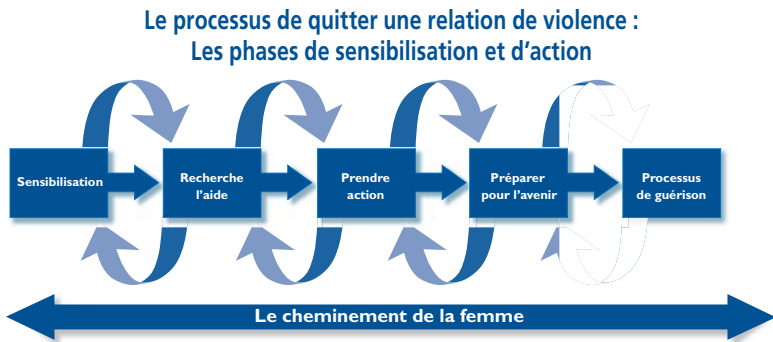 Le processus de quitter une relation de violence :
Les phases de sensibilisation et d'action
Sensibilisation
Recherche
l'aide
Prendre
action
Préparer
pour l'avenir
Processus
de guérison
Le cheminement de la femme